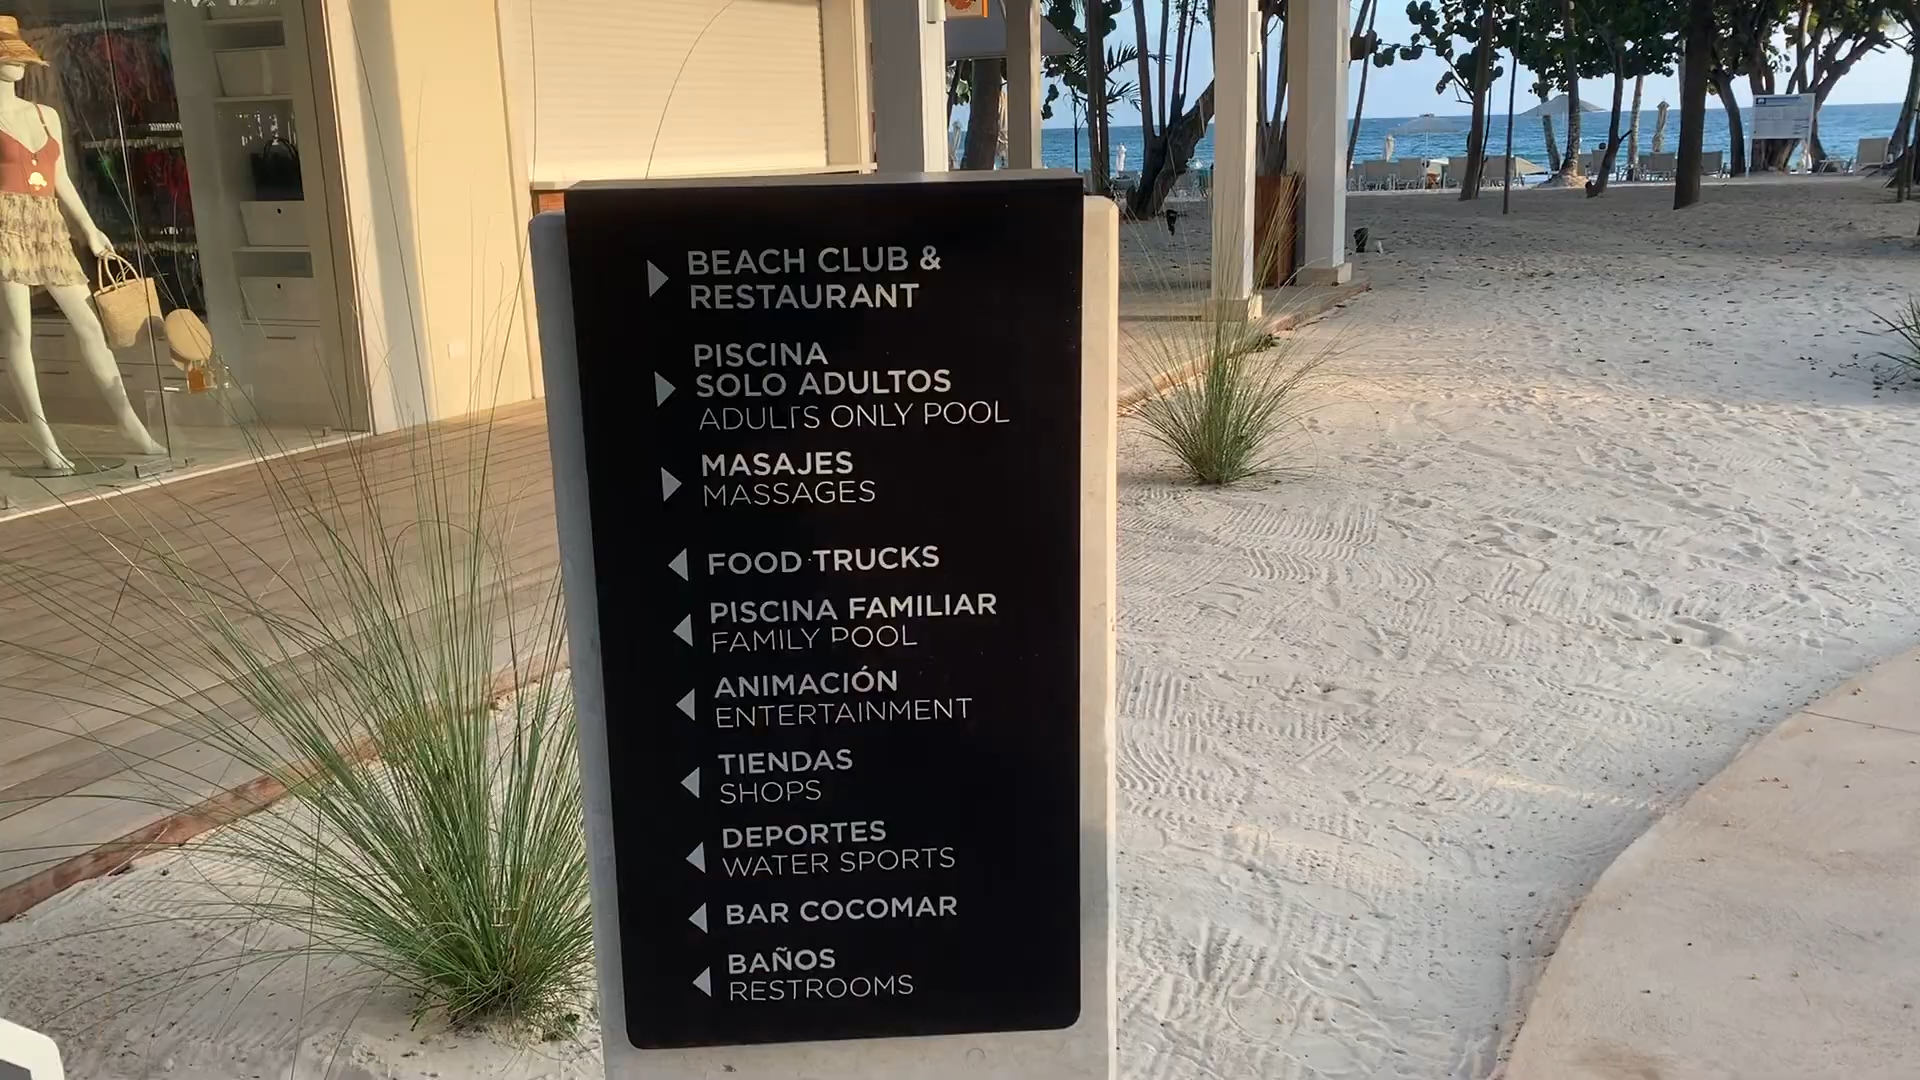 BEACH CLUB &
RESTAURANT
PISCINA
SOLO ADULTOS
ADULTS ONLY POOL
MASAJES
MASSAGES
FOOD TRUCKS
PISCINA FAMILIAR
FAMILY POOL
ANIMACIÓN
ENTERTAINMENT
TIENDAS
SHOPS
DEPORTES
WATER SPORTS
BAR COCOMAR
BAÑOS
RESTROOMS